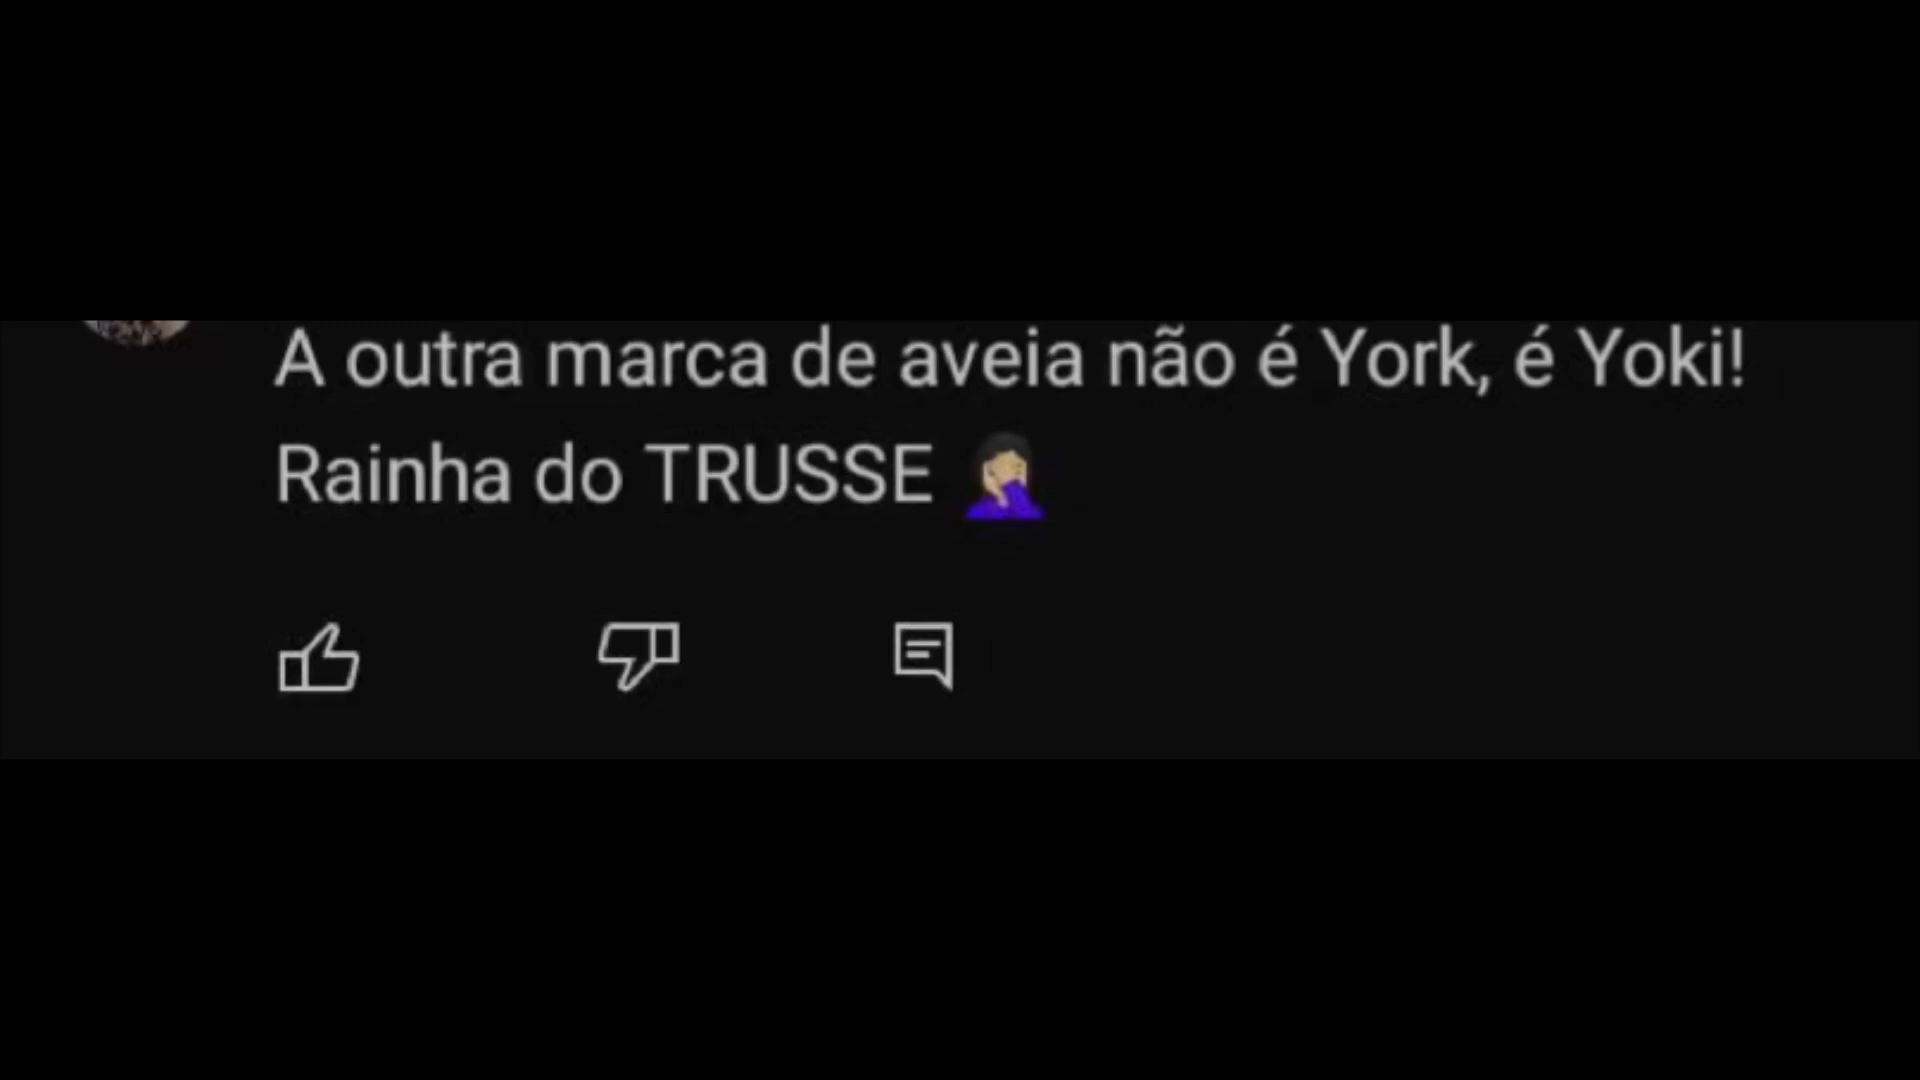 A outra marca de aveia não é York, é Yoki!
Rainha do TRUSSE 🤦🏻‍♀️